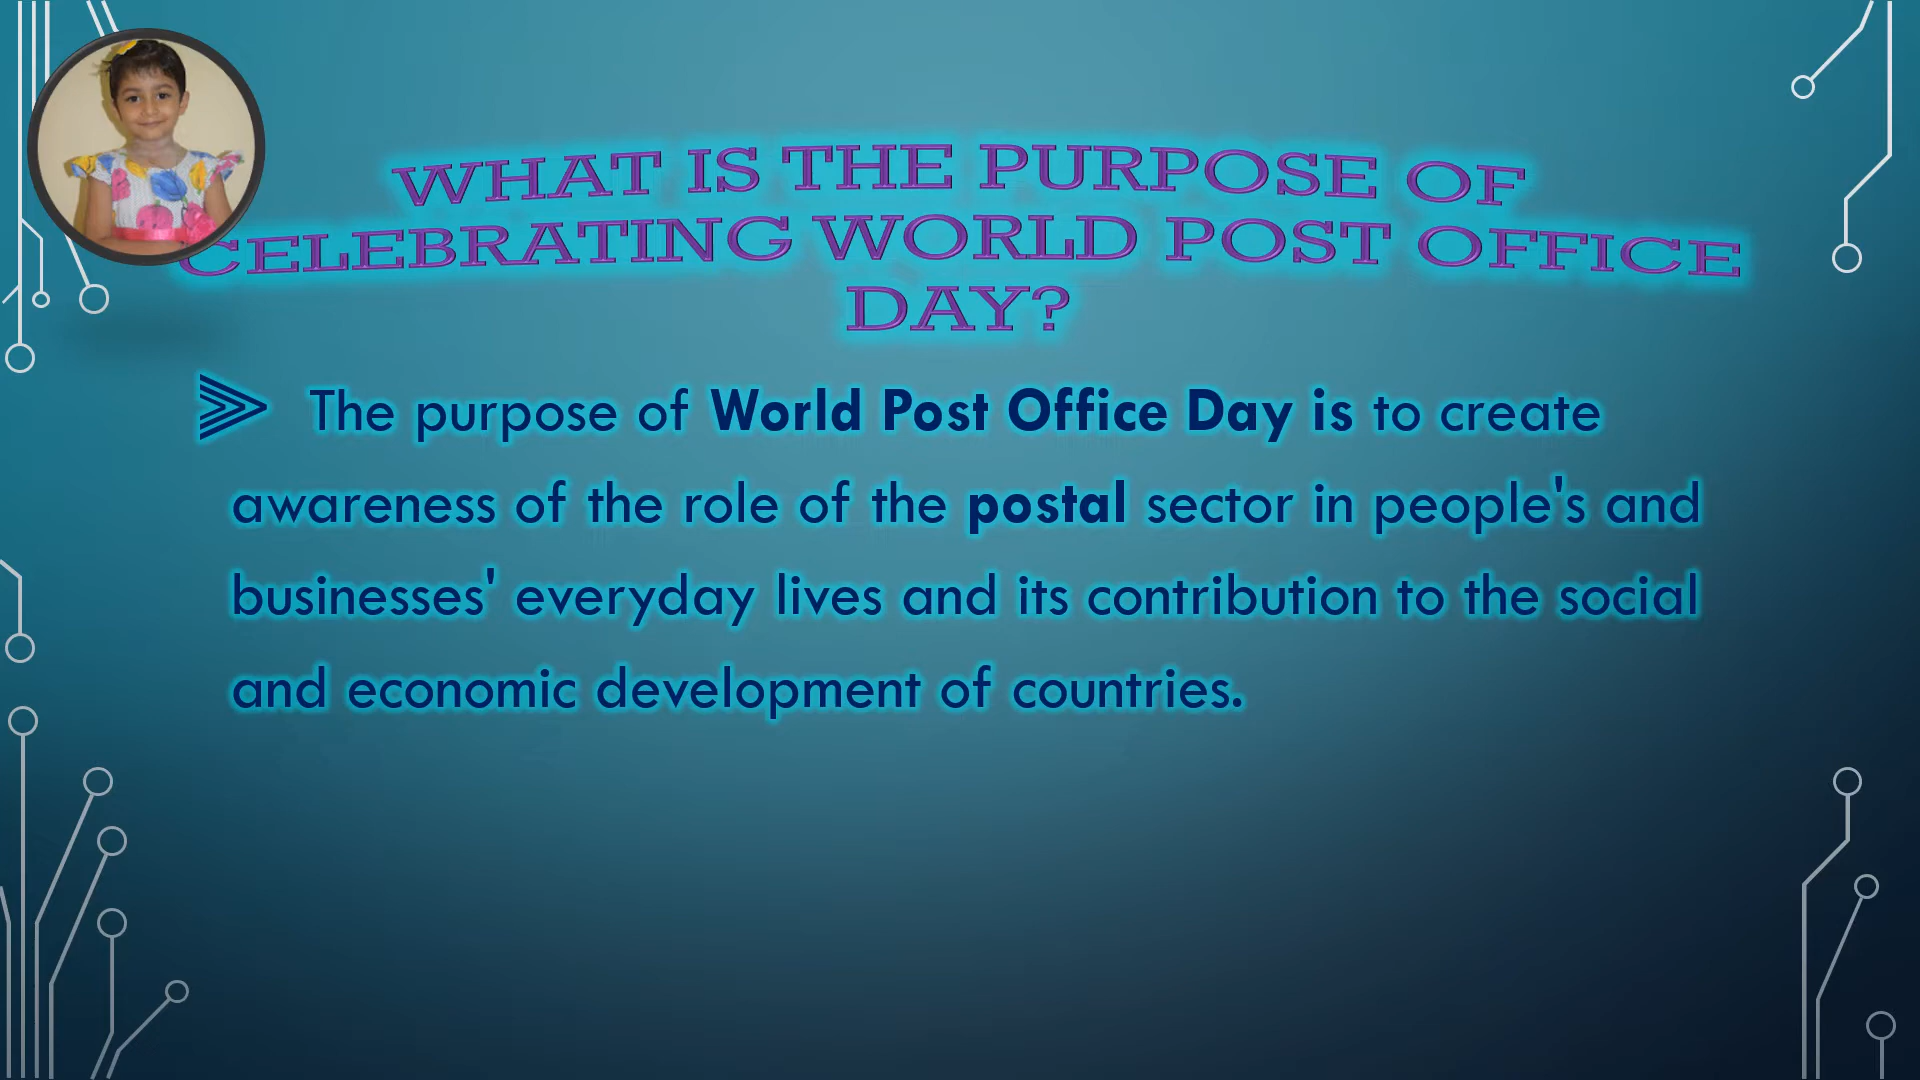 WHAT IS THE PURPOSE OF
CELEBRATING WORLD POST OFFICE
DAY?
The purpose of World Post Office Day is to create
awareness of the role of the postal sector in people's and
businesses' everyday lives and its contribution to the social
and economic development of countries.